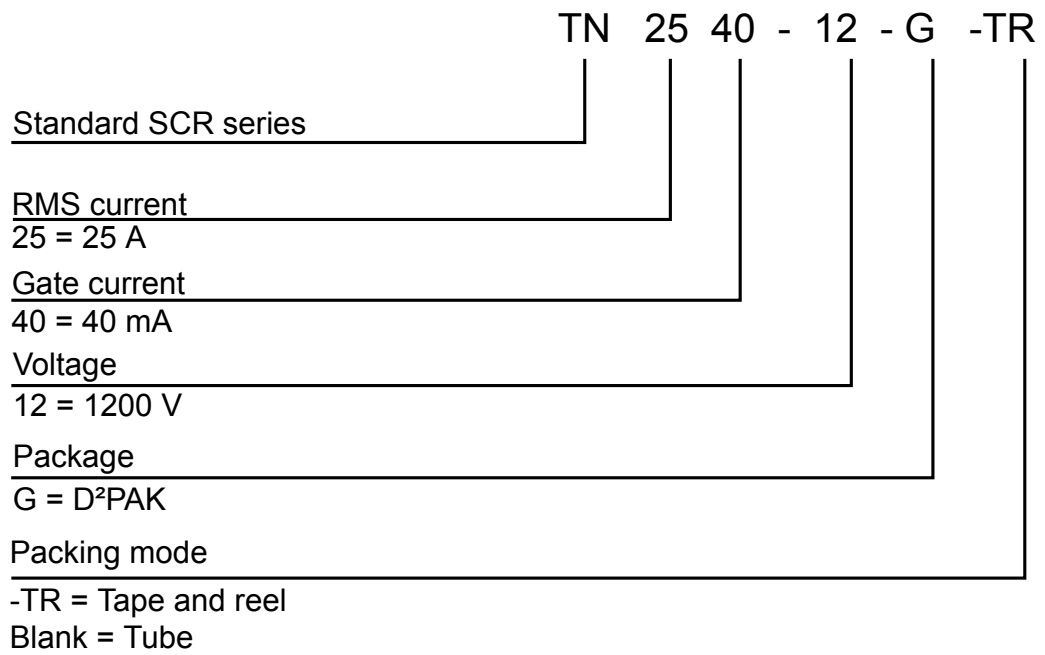 TN 25 40 - 12 - G -TR
Standard SCR series
RMS current
25 = 25 A
Gate current
40 = 40 mA
Voltage
12 = 1200 V
Package
G = D²PAK
Packing mode
-TR = Tape and reel
Blank = Tube